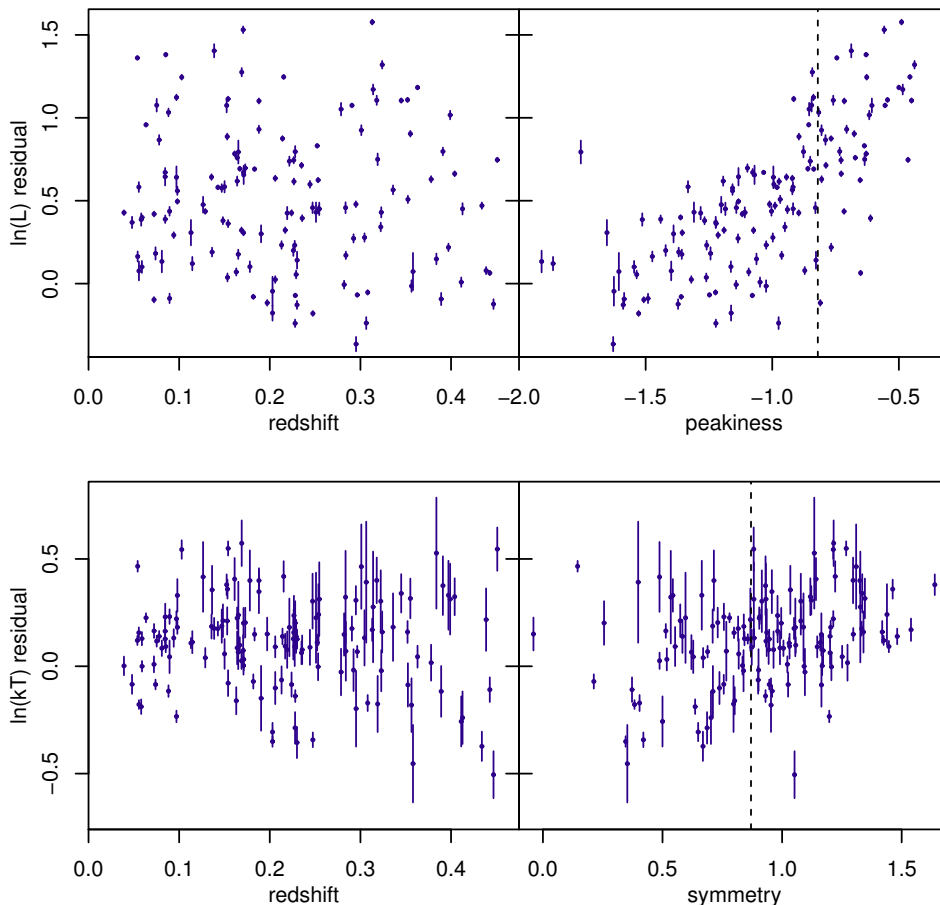 ln(L) residual
0.0 0.5 1.0 1.5
0.0 0.1 0.2 0.3 0.4
redshift
−2.0 −1.5 −1.0 −0.5
peakiness
ln(kT) residual
−0.5 0.0 0.5
0.0 0.1 0.2 0.3 0.4
redshift
0.0 0.5 1.0 1.5
symmetry